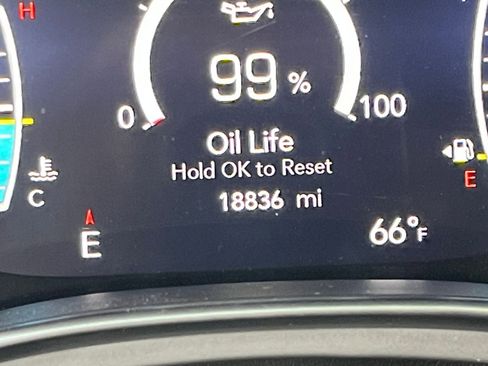 H
99 %
0 100
Oil Life
Hold OK to Reset
C
18836 mi
E
E
66°F